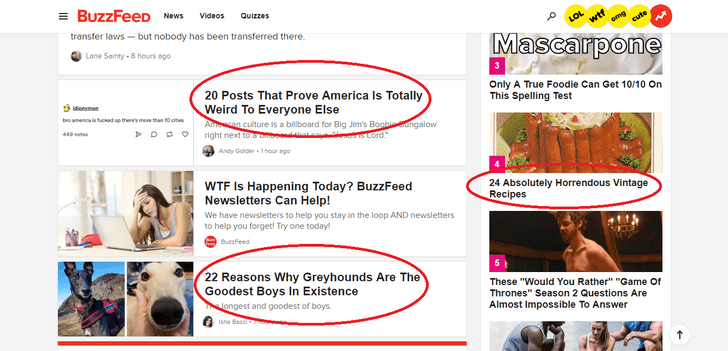 BuzzFeed News Videos Quizzes LOL wtf omg cute
transfer laws — but nobody has been transferred there.
Lane Sainty • 8 hours ago
idionymon
bro america is fucked up there's more than 10 cities
449 notes
20 Posts That Prove America Is Totally
Weird To Everyone Else
American culture is a billboard for Big Jim's Boobie Bungalow
right next to a billboard that says "Jesus is Lord."
Andy Golder • 1 hour ago
WTF Is Happening Today? BuzzFeed
Newsletters Can Help!
We have newsletters to help you stay in the loop AND newsletters
to help you forget! Try one today!
BuzzFeed
22 Reasons Why Greyhounds Are The
Goodest Boys In Existence
The longest and goodest of boys.
Isha Bassi • hour ago
Mascarpone
3
Only A True Foodie Can Get 10/10 On
This Spelling Test
4
24 Absolutely Horrendous Vintage
Recipes
5
These "Would You Rather" "Game Of
Thrones" Season 2 Questions Are
Almost Impossible To Answer